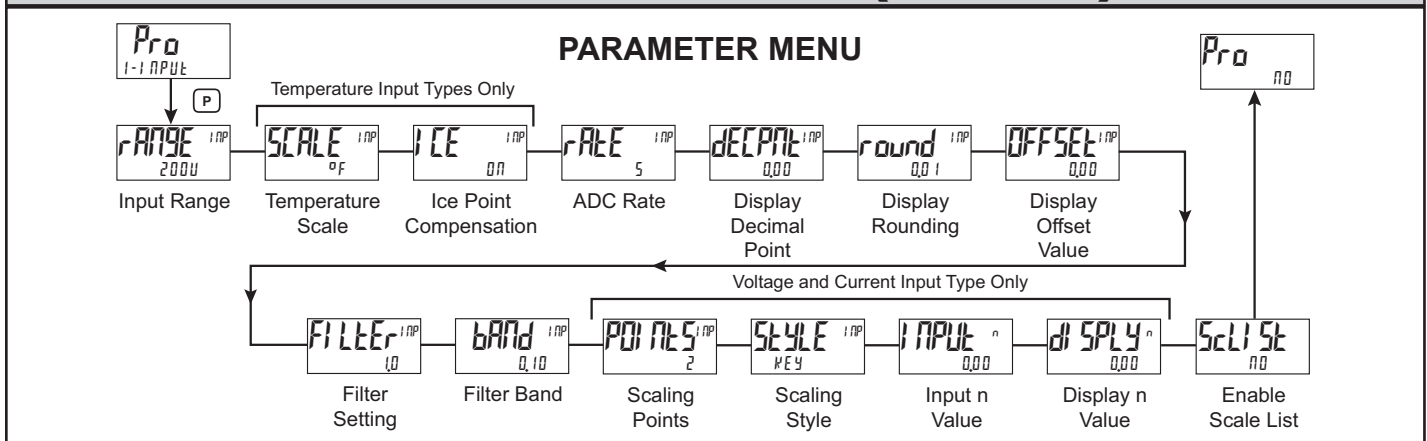 PARAMETER MENU
Pro
1-INPUt
Pro
NO
P
Temperature Input Types Only
rANGE INP
200U
SCALE INP
°F
ICE INP
ON
rAtE INP
5
dECPNt INP
0.00
round INP
0.01
OFFSEt INP
0.00
Input Range
Temperature
Scale
Ice Point
Compensation
ADC Rate
Display
Decimal
Point
Display
Rounding
Display
Offset
Value
Voltage and Current Input Type Only
FILtEr INP
1.0
bANd INP
0.10
POINtS INP
2
StYLE INP
KEY
INPUt n
0.00
dISPLY n
0.00
ScLISt
NO
Filter
Setting
Filter Band
Scaling
Points
Scaling
Style
Input n
Value
Display n
Value
Enable
Scale List